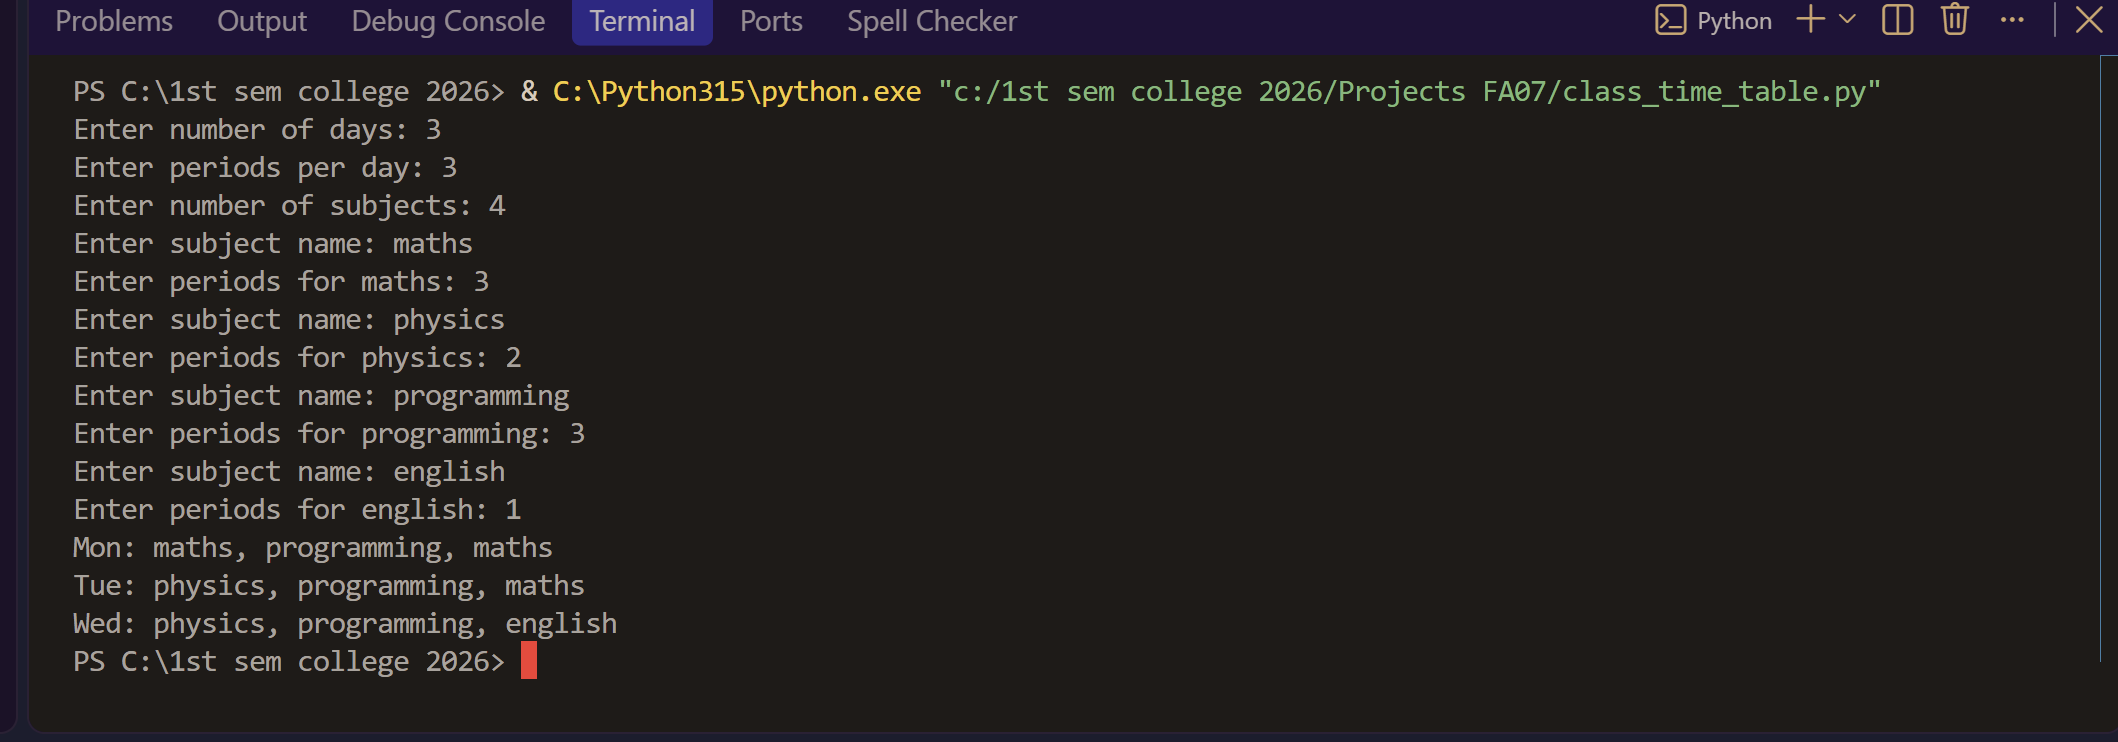 Problems Output Debug Console Terminal Ports Spell Checker Python
PS C:\1st sem college 2026> & C:\Python315\python.exe "c:/1st sem college 2026/Projects FA07/class_time_table.py"
Enter number of days: 3
Enter periods per day: 3
Enter number of subjects: 4
Enter subject name: maths
Enter periods for maths: 3
Enter subject name: physics
Enter periods for physics: 2
Enter subject name: programming
Enter periods for programming: 3
Enter subject name: english
Enter periods for english: 1
Mon: maths, programming, maths
Tue: physics, programming, maths
Wed: physics, programming, english
PS C:\1st sem college 2026>